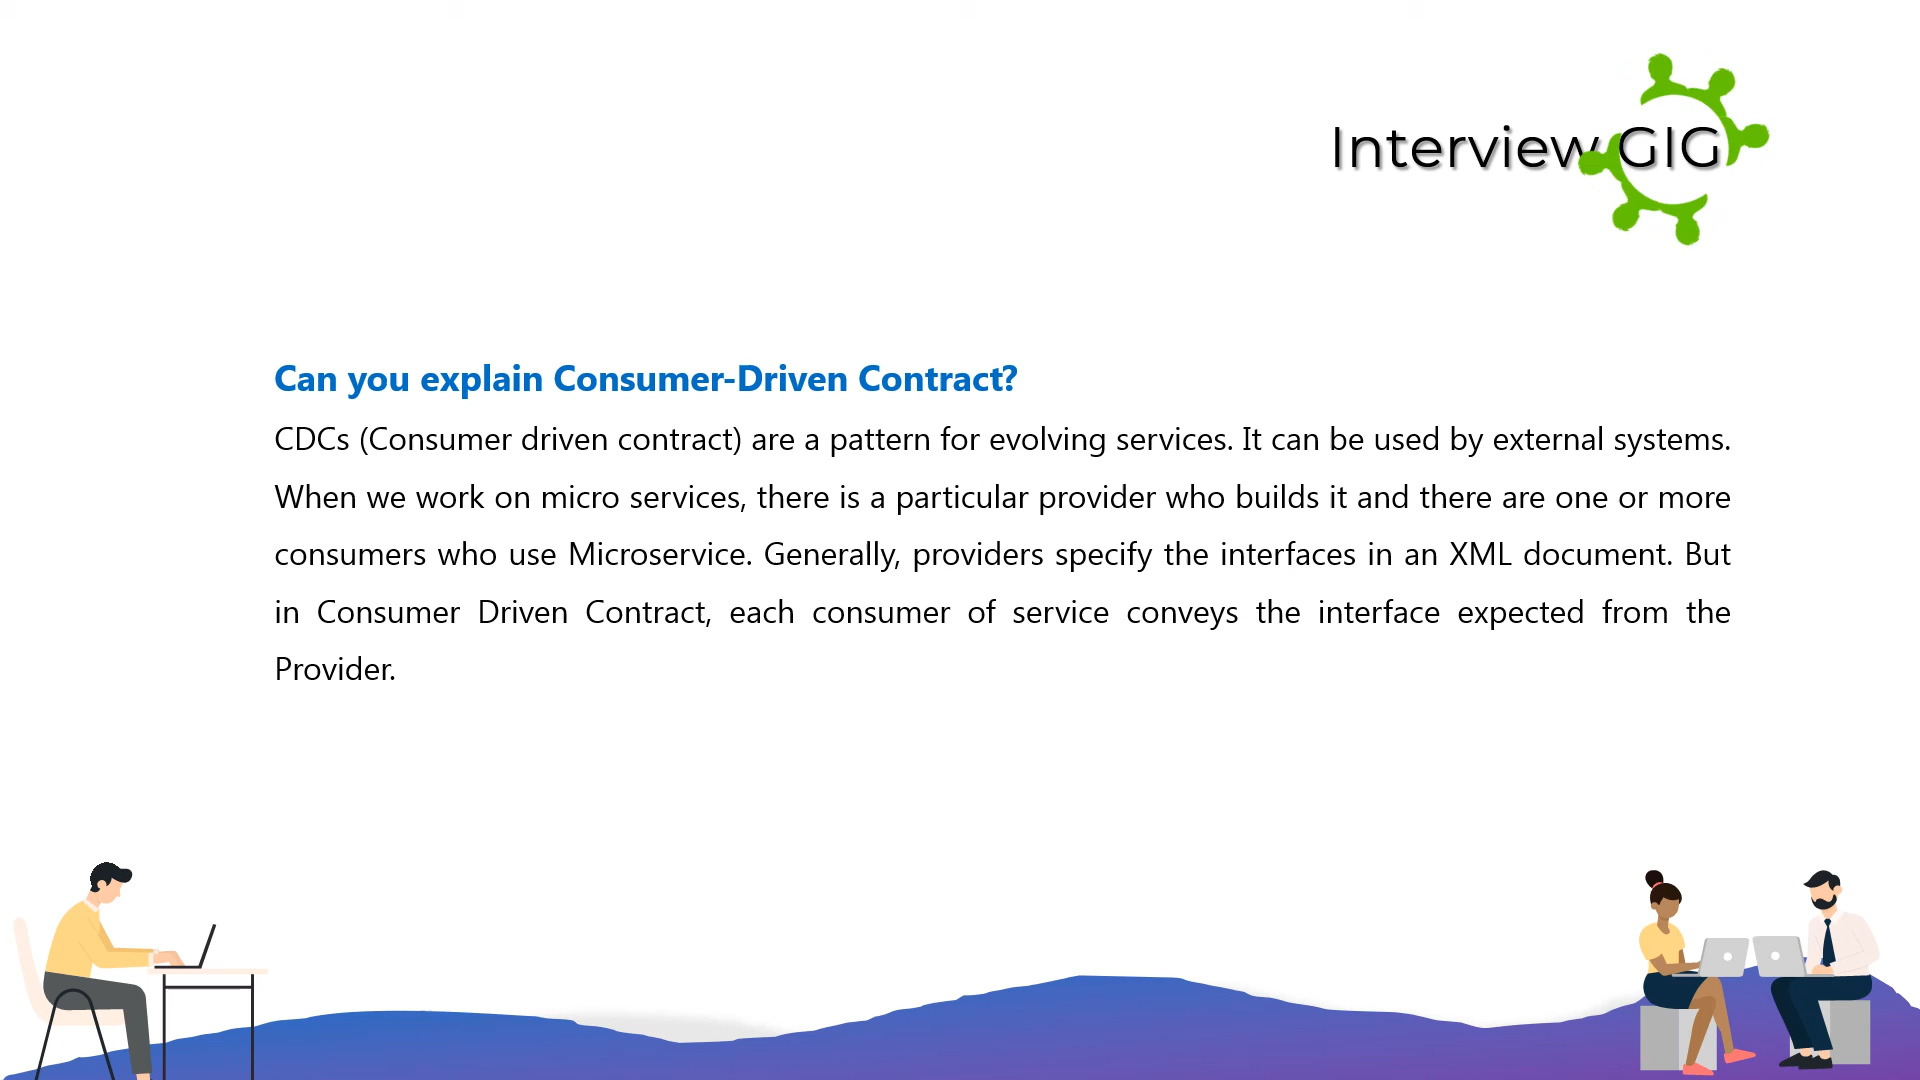 Interview GIG
Can you explain Consumer-Driven Contract?
CDCs (Consumer driven contract) are a pattern for evolving services. It can be used by external systems.
When we work on micro services, there is a particular provider who builds it and there are one or more
consumers who use Microservice. Generally, providers specify the interfaces in an XML document. But
in Consumer Driven Contract, each consumer of service conveys the interface expected from the
Provider.